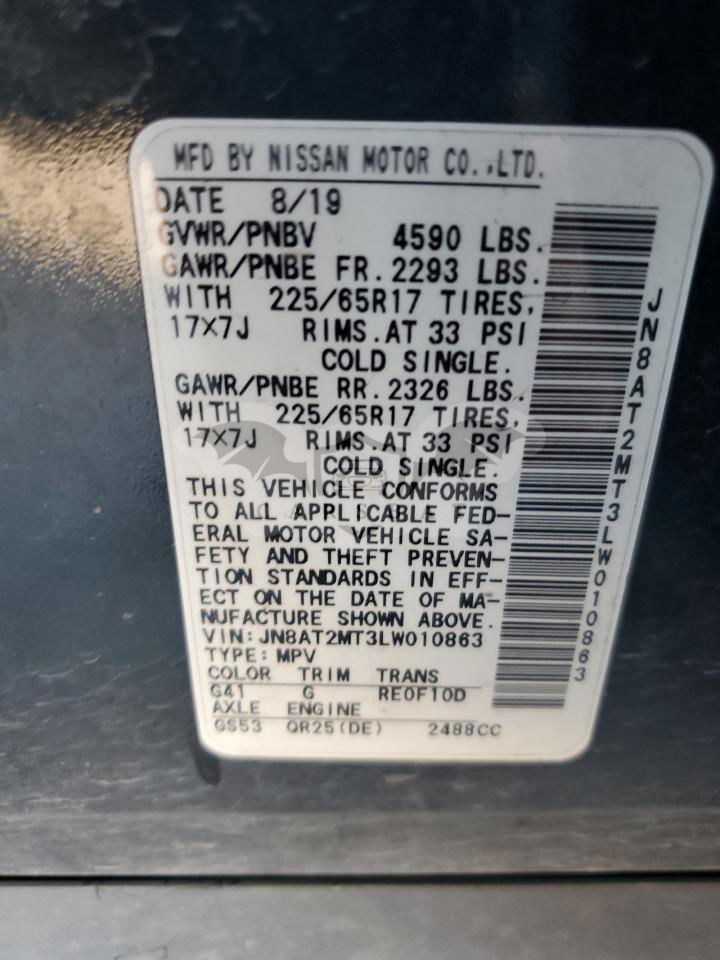 MFD BY NISSAN MOTOR CO.,LTD.
DATE 8/19
GVWR/PNBV 4590 LBS.
GAWR/PNBE FR. 2293 LBS.
WITH 225/65R17 TIRES,
17X7J RIMS.AT 33 PSI
COLD SINGLE.
GAWR/PNBE RR. 2326 LBS.
WITH 225/65R17 TIRES,
17X7J RIMS.AT 33 PSI
COLD SINGLE.
THIS VEHICLE CONFORMS
TO ALL APPLICABLE FED-
ERAL MOTOR VEHICLE SA-
FETY AND THEFT PREVEN-
TION STANDARDS IN EFF-
ECT ON THE DATE OF MA-
NUFACTURE SHOWN ABOVE.
VIN:JN8AT2MT3LW010863
TYPE:MPV
COLOR TRIM TRANS
G41 G RE0F10D
AXLE ENGINE
GS53 QR25(DE) 2488CC
JN8AT2MT3LW010863